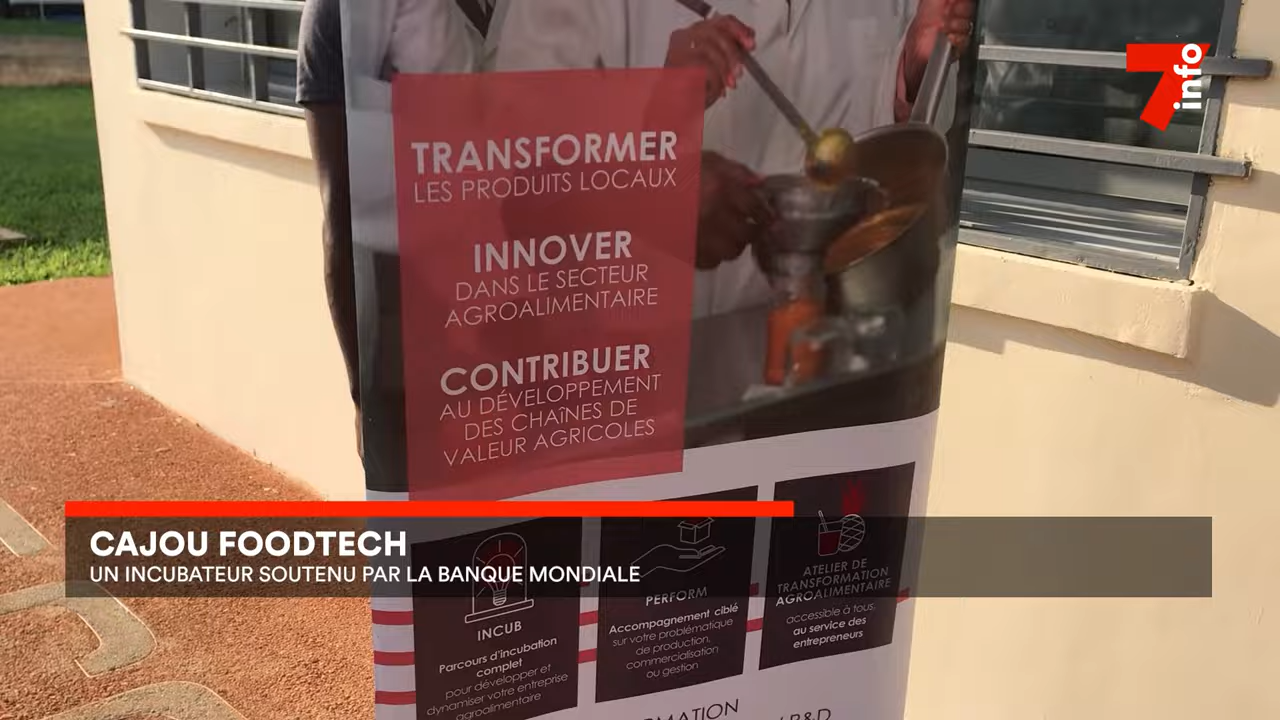 7info
TRANSFORMER
LES PRODUITS LOCAUX
INNOVER
DANS LE SECTEUR
AGROALIMENTAIRE
CONTRIBUER
AU DÉVELOPPEMENT
DES CHAîNES DE
VALEUR AGRICOLES
CAJOU FOODTECH
UN INCUBATEUR SOUTENU PAR LA BANQUE MONDIALE
INCUB
Parcours d'incubation
complet
pour développer et
dynamiser votre entreprise
agroalimentaire
PERFORM
Accompagnement ciblé
sur votre problématique
de production,
commercialisation
ou gestion
ATELIER DE
TRANSFORMATION
AGROALIMENTAIRE
accessible à tous,
au service des
entrepreneurs
R&D